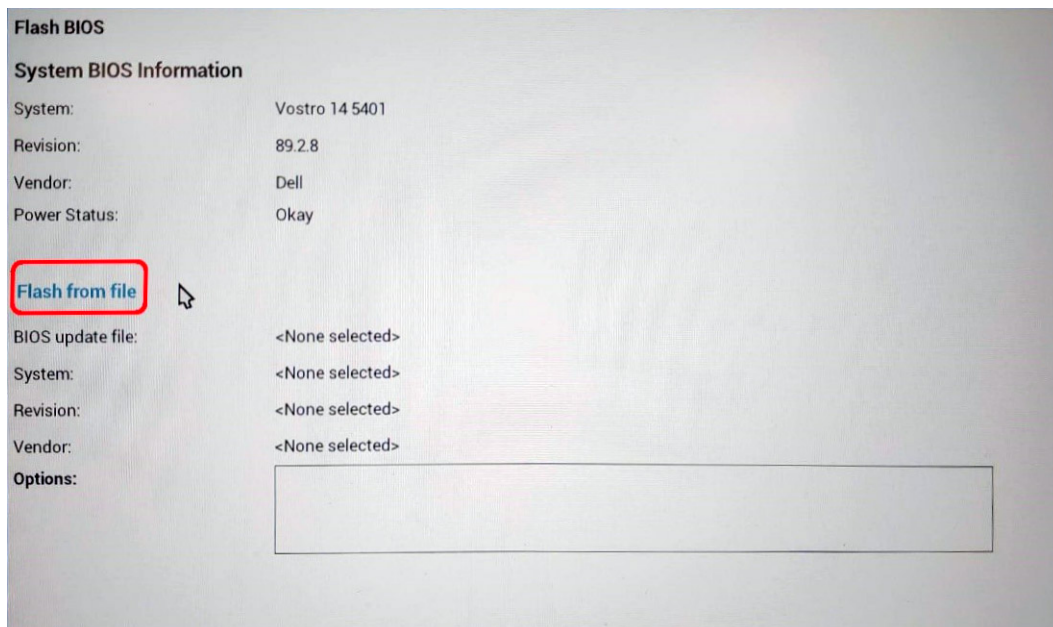 Flash BIOS
System BIOS Information
System: Vostro 14 5401
Revision: 89.2.8
Vendor: Dell
Power Status: Okay
Flash from file
BIOS update file: <None selected>
System: <None selected>
Revision: <None selected>
Vendor: <None selected>
Options: